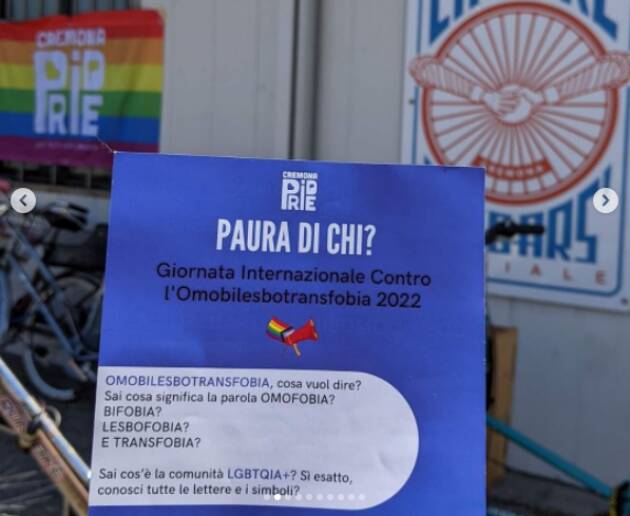 CREMONA
PRIDE
CREMONA
CREMONA
PRIDE
PAURA DI CHI?
Giornata Internazionale Contro
l'Omobilesbotransfobia 2022
OMOBILESBOTRANSFOBIA, cosa vuol dire?
Sai cosa significa la parola OMOFOBIA?
BIFOBIA?
LESBOFOBIA?
E TRANSFOBIA?
Sai cos'è la comunità LGBTQIA+? Sì esatto,
conosci tutte le lettere e i simboli?